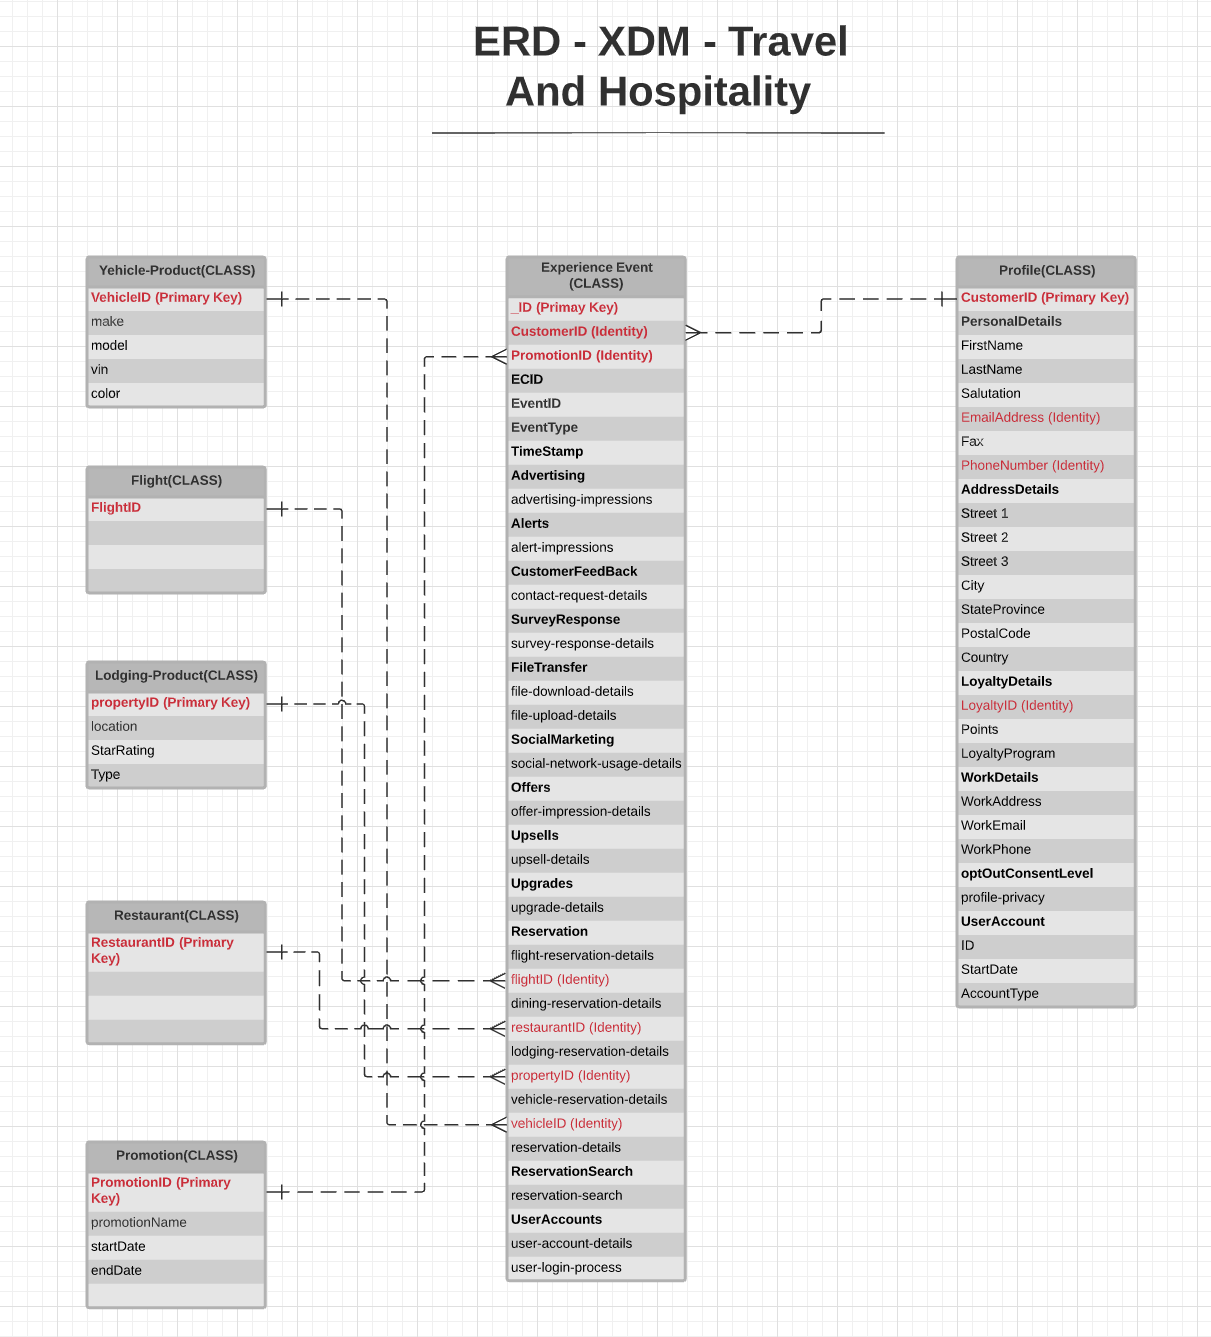 ERD - XDM - Travel
And Hospitality
Yehicle-Product(CLASS)
VehicleID (Primary Key)
make
model
vin
color
Flight(CLASS)
FlightID
Lodging-Product(CLASS)
propertyID (Primary Key)
location
StarRating
Type
Restaurant(CLASS)
RestaurantID (Primary
Key)
Promotion(CLASS)
PromotionID (Primary
Key)
promotionName
startDate
endDate
Experience Event
(CLASS)
_ID (Primay Key)
CustomerID (Identity)
PromotionID (Identity)
ECID
EventID
EventType
TimeStamp
Advertising
advertising-impressions
Alerts
alert-impressions
CustomerFeedBack
contact-request-details
SurveyResponse
survey-response-details
FileTransfer
file-download-details
file-upload-details
SocialMarketing
social-network-usage-details
Offers
offer-impression-details
Upsells
upsell-details
Upgrades
upgrade-details
Reservation
flight-reservation-details
flightID (Identity)
dining-reservation-details
restaurantID (Identity)
lodging-reservation-details
propertyID (Identity)
vehicle-reservation-details
vehicleID (Identity)
reservation-details
ReservationSearch
reservation-search
UserAccounts
user-account-details
user-login-process
Profile(CLASS)
CustomerID (Primary Key)
PersonalDetails
FirstName
LastName
Salutation
EmailAddress (Identity)
Fax
PhoneNumber (Identity)
AddressDetails
Street 1
Street 2
Street 3
City
StateProvince
PostalCode
Country
LoyaltyDetails
LoyaltyID (Identity)
Points
LoyaltyProgram
WorkDetails
WorkAddress
WorkEmail
WorkPhone
optOutConsentLevel
profile-privacy
UserAccount
ID
StartDate
AccountType